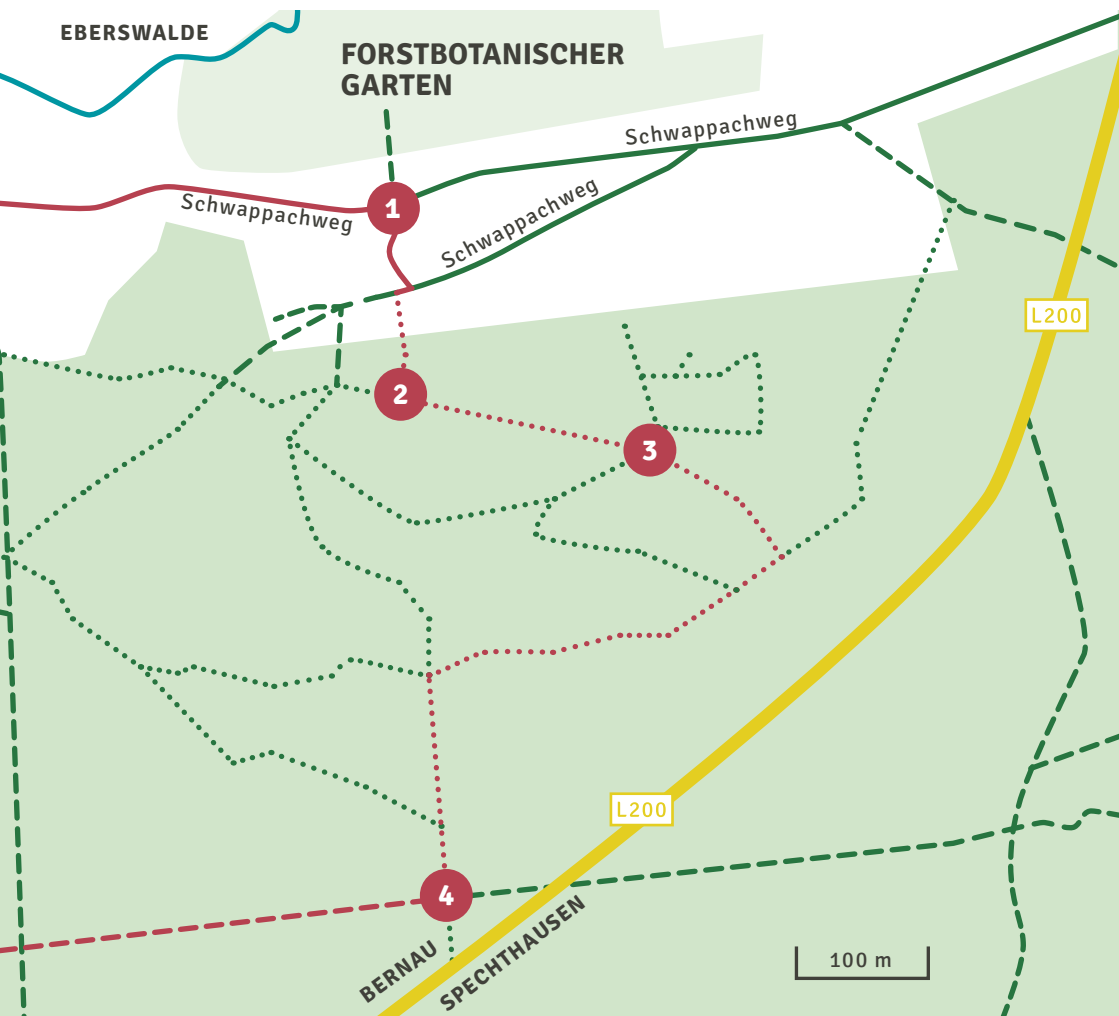 EBERSWALDE
FORSTBOTANISCHER
GARTEN
Schwappachweg
Schwappachweg
Schwappachweg
1
L200
2
3
L200
4
BERNAU
SPECHTHAUSEN
100 m